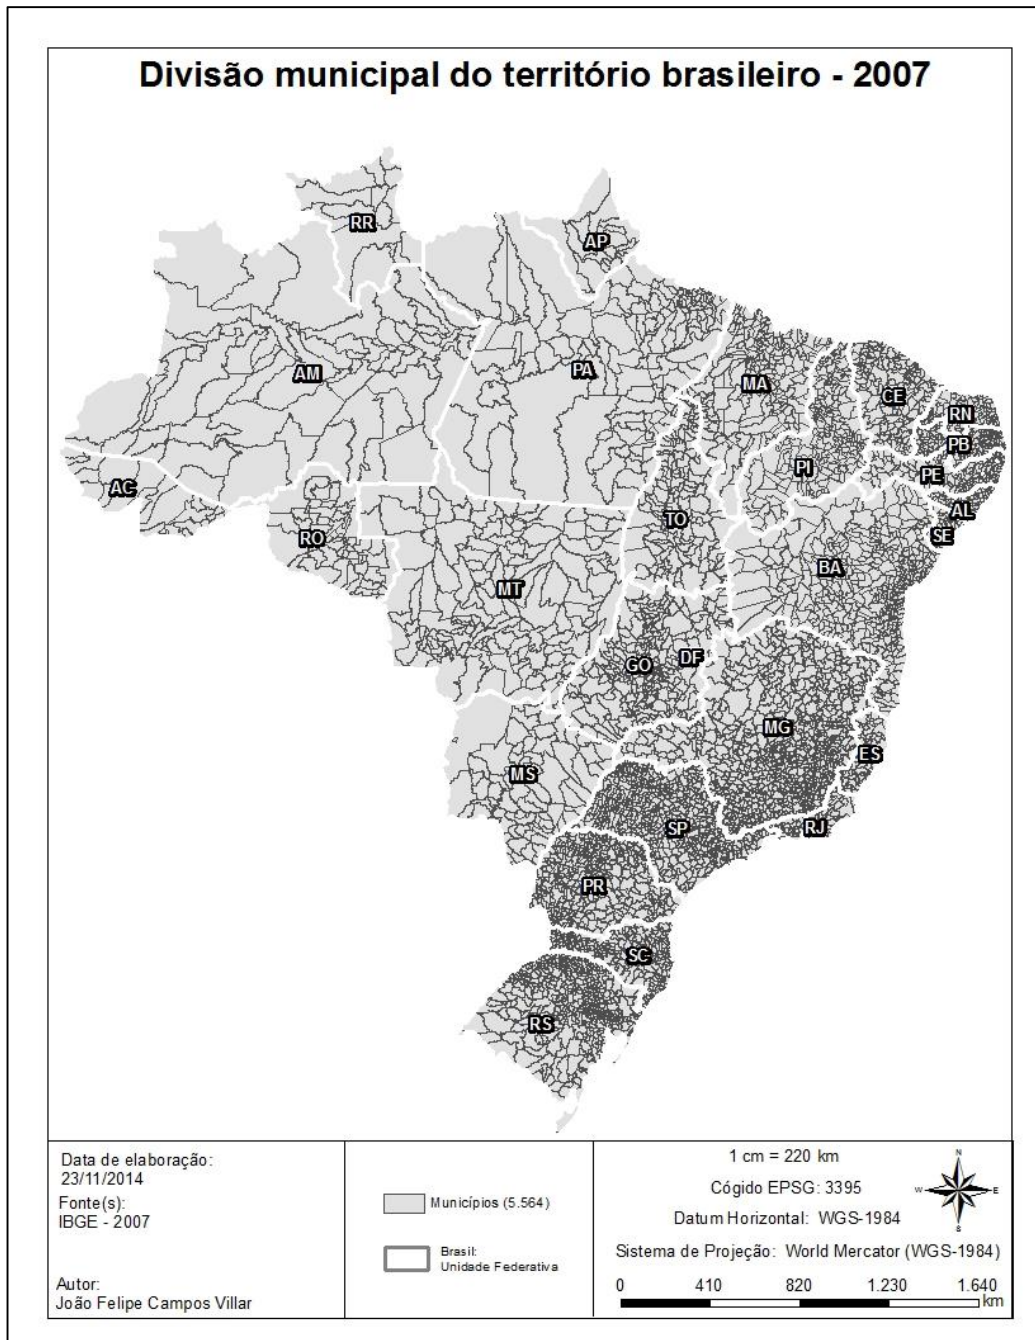 Divisão municipal do território brasileiro - 2007
RR
AP
AM
PA
MA
CE
RN
PB
PI
PE
AC
AL
TO
SE
RO
BA
MT
GO
DF
MG
ES
MS
SP
RJ
PR
SC
RS
Data de elaboração:
23/11/2014
Fonte(s):
IBGE - 2007
Autor:
João Felipe Campos Villar
Municípios (5.564)
Brasil:
Unidade Federativa
1 cm = 220 km
Cógido EPSG: 3395
Datum Horizontal: WGS-1984
Sistema de Projeção: World Mercator (WGS-1984)
N
W
E
S
0 410 820 1.230 1.640
km